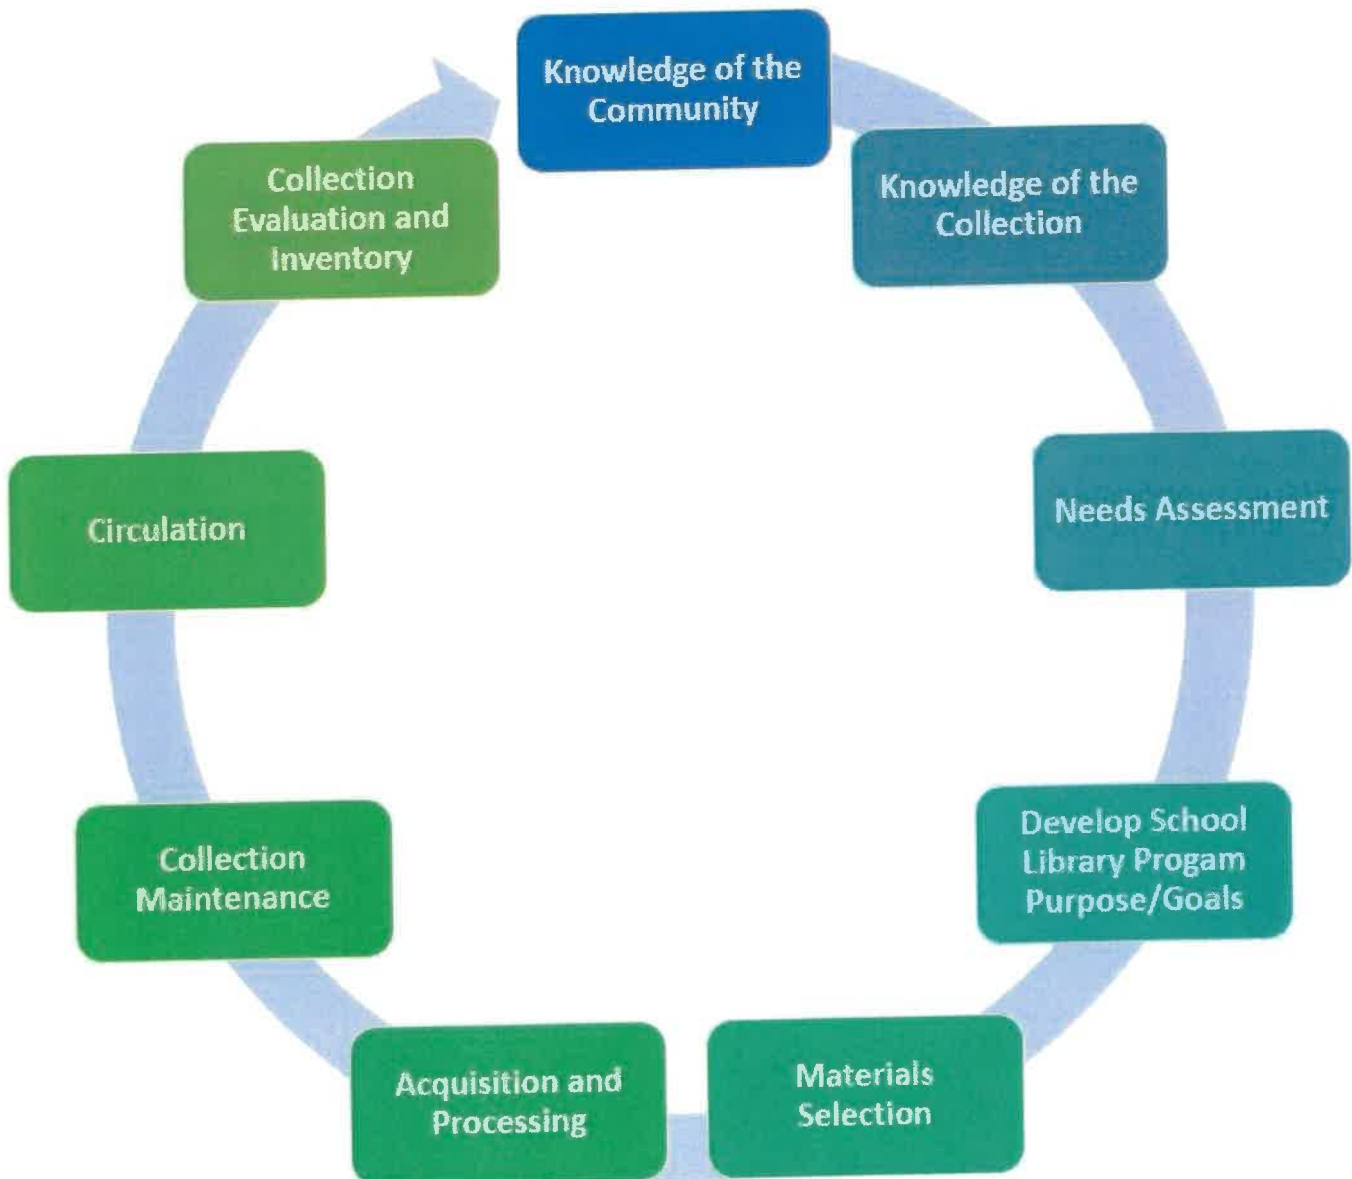 Knowledge of the
Community
Knowledge of the
Collection
Needs Assessment
Develop School
Library Progam
Purpose/Goals
Materials
Selection
Acquisition and
Processing
Collection
Maintenance
Circulation
Collection
Evaluation and
Inventory